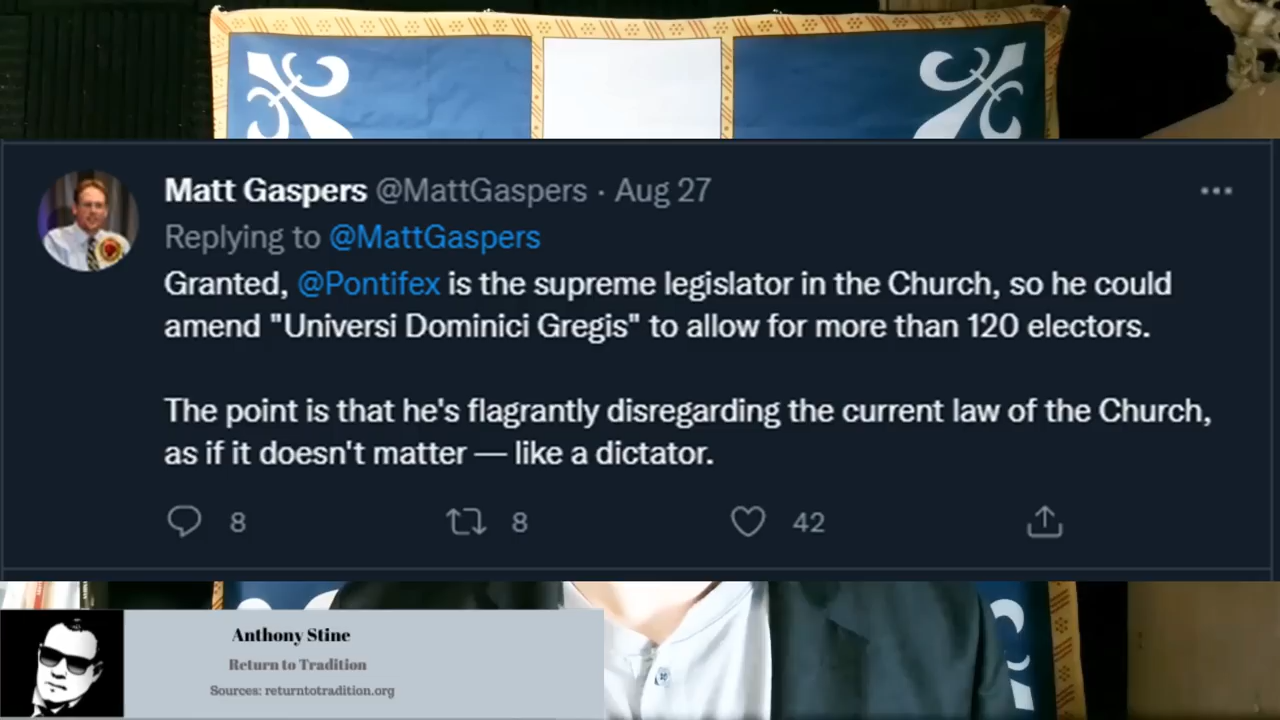 Matt Gaspers @MattGaspers · Aug 27
Replying to @MattGaspers
Granted, @Pontifex is the supreme legislator in the Church, so he could
amend "Universi Dominici Gregis" to allow for more than 120 electors.
The point is that he's flagrantly disregarding the current law of the Church,
as if it doesn't matter — like a dictator.
8 8 42
Anthony Stine
Return to Tradition
Sources: returntotradition.org